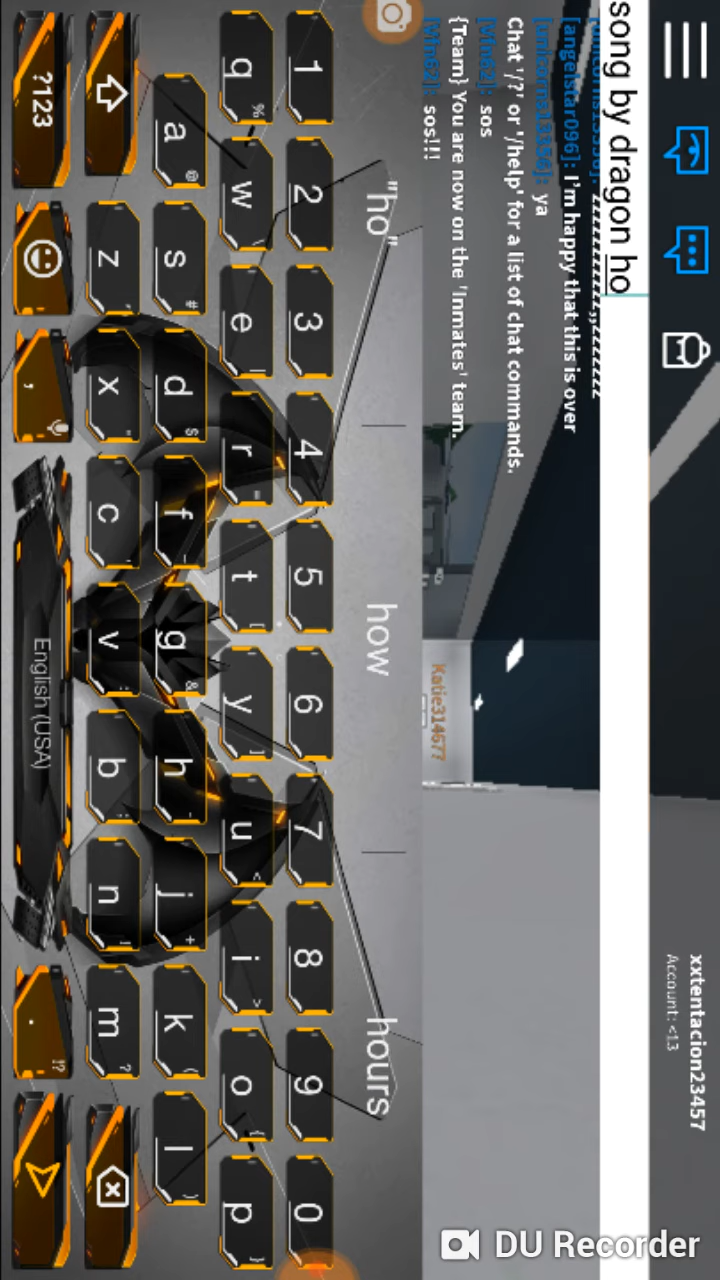 xxtentacion23457
Account: <13
song by dragon ho
[angelstar096]: I'm happy that this is over
ya
Chat '/?' or '/help' for a list of chat commands.
sos
{Team} You are now on the 'Inmates' team.
sos!!!
Katie314677
"ho" how hours
1 2 3 4 5 6 7 8 9 0
q w e r t y u i o p
a s d f g h j k l
z x c v b n m
?123 , English (USA) .
DU Recorder